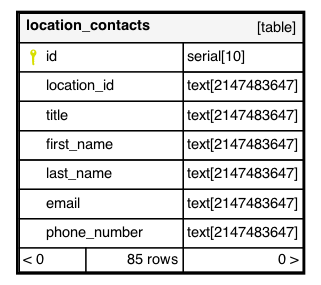 location_contacts [table]
id serial[10]
location_id text[2147483647]
title text[2147483647]
first_name text[2147483647]
last_name text[2147483647]
email text[2147483647]
phone_number text[2147483647]
< 0 85 rows 0 >